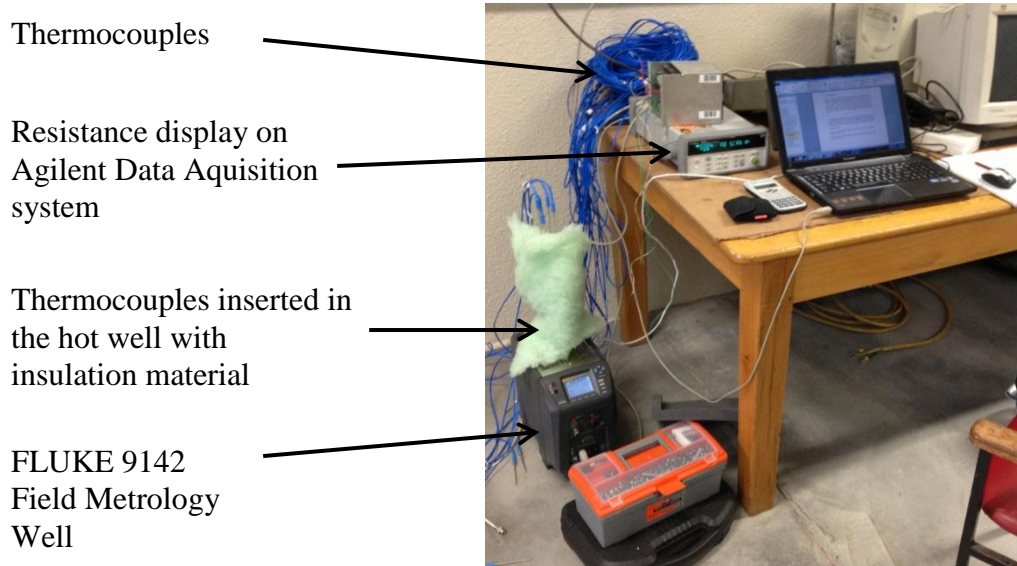 Thermocouples
Resistance display on
Agilent Data Aquisition
system
Thermocouples inserted in
the hot well with
insulation material
FLUKE 9142
Field Metrology
Well